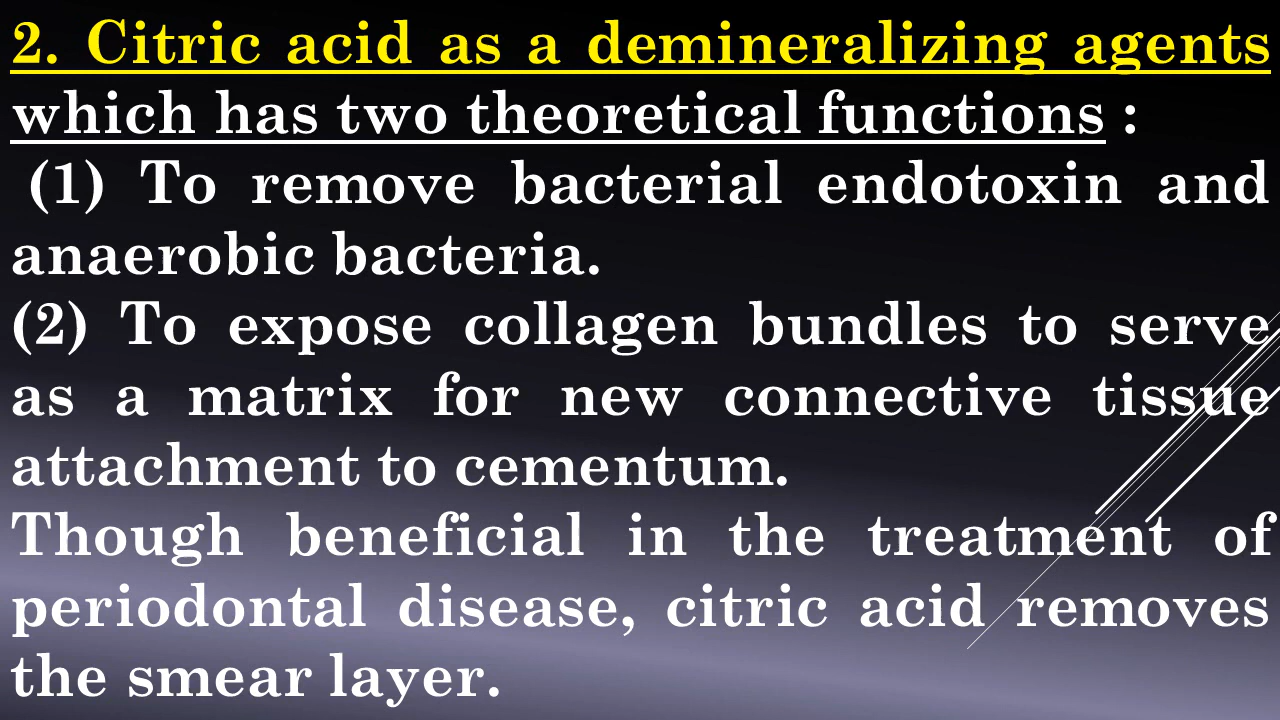 2. Citric acid as a demineralizing agents
which has two theoretical functions :
(1) To remove bacterial endotoxin and
anaerobic bacteria.
(2) To expose collagen bundles to serve
as a matrix for new connective tissue
attachment to cementum.
Though beneficial in the treatment of
periodontal disease, citric acid removes
the smear layer.